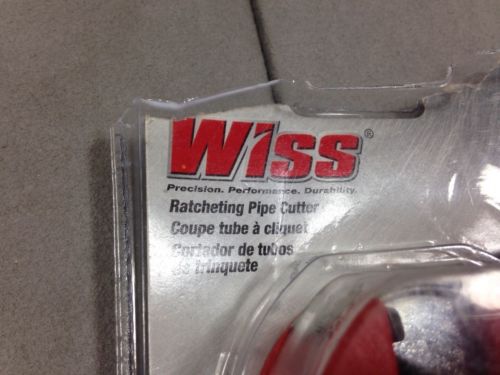 Wiss®
Precision. Performance. Durability.
Ratcheting Pipe Cutter
Coupe tube à cliquet
Cortador de tubos
de trinquete